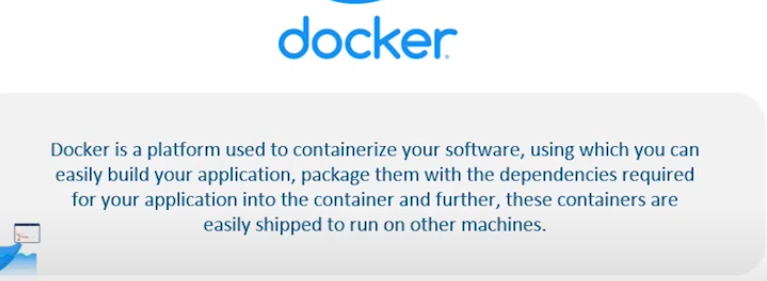 docker
Docker is a platform used to containerize your software, using which you can
easily build your application, package them with the dependencies required
for your application into the container and further, these containers are
easily shipped to run on other machines.